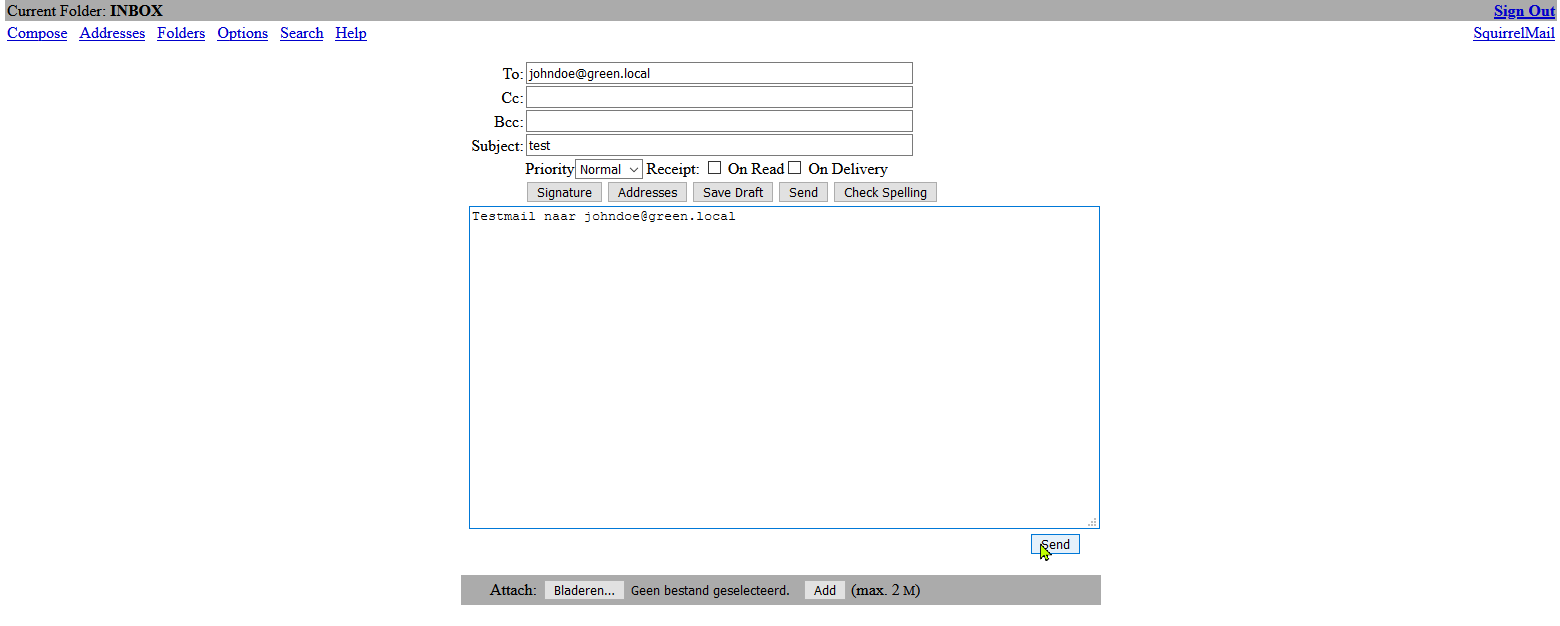 Current Folder: INBOX Sign Out
Compose Addresses Folders Options Search Help SquirrelMail
To: johndoe@green.local
Cc:
Bcc:
Subject: test
Priority Normal Receipt: On Read On Delivery
Signature Addresses Save Draft Send Check Spelling
Testmail naar johndoe@green.local
Send
Attach: Bladeren... Geen bestand geselecteerd. Add (max. 2 M)